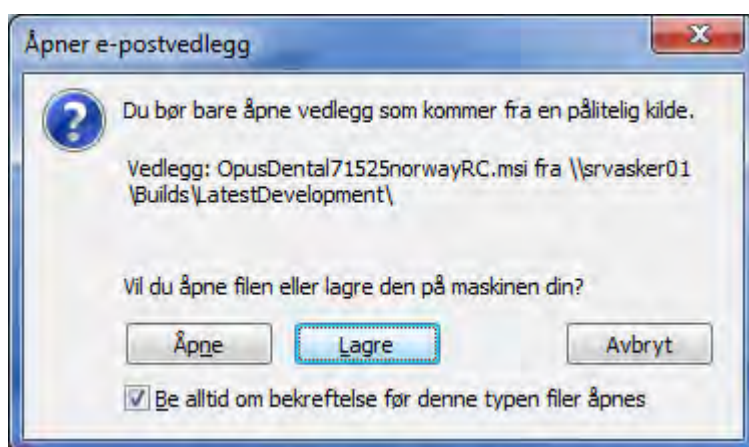 Åpner e-postvedlegg
Du bør bare åpne vedlegg som kommer fra en pålitelig kilde.
Vedlegg: OpusDental71525norwayRC.msi fra \\srvasker01
\Builds\LatestDevelopment\
Vil du åpne filen eller lagre den på maskinen din?
Åpne Lagre Avbryt
Be alltid om bekreftelse før denne typen filer åpnes